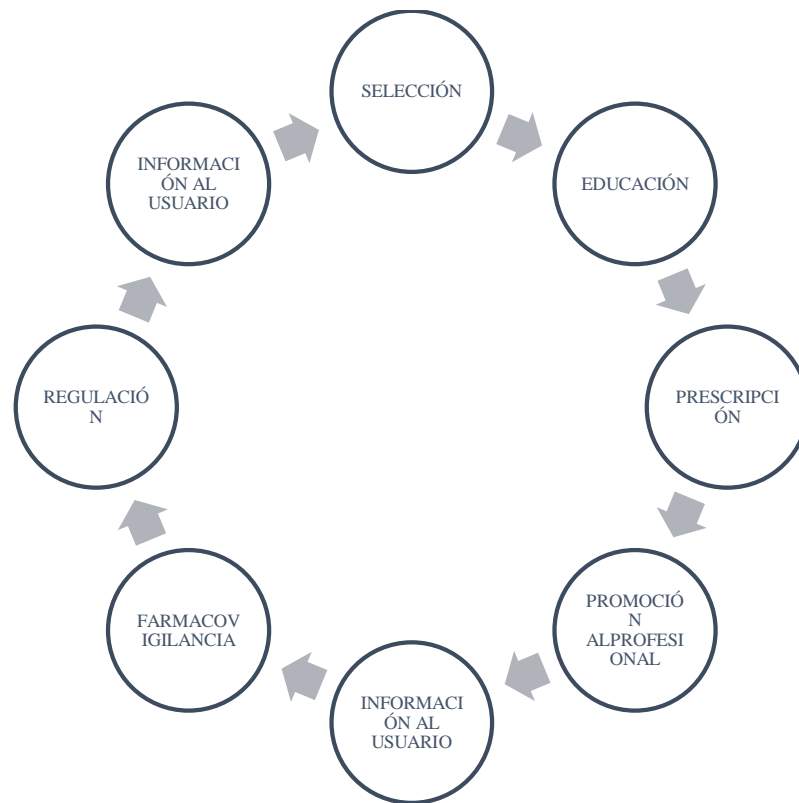 SELECCIÓN
EDUCACIÓN
PRESCRIPCI
ÓN
PROMOCIÓ
N
ALPROFESI
ONAL
INFORMACI
ÓN AL
USUARIO
FARMACOV
IGILANCIA
REGULACIÓ
N
INFORMACI
ÓN AL
USUARIO